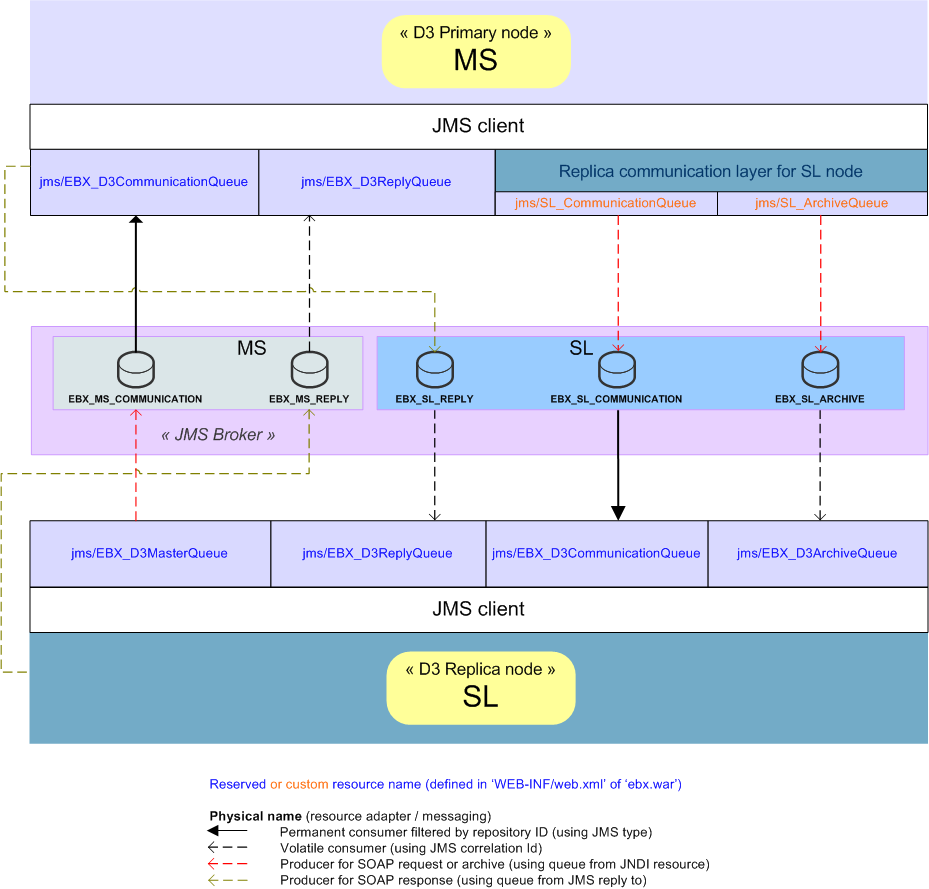 « D3 Primary node »
MS
JMS client
jms/EBX_D3CommunicationQueue
jms/EBX_D3ReplyQueue
Replica communication layer for SL node
jms/SL_CommunicationQueue
jms/SL_ArchiveQueue
MS
SL
EBX_MS_COMMUNICATION
EBX_MS_REPLY
EBX_SL_REPLY
EBX_SL_COMMUNICATION
EBX_SL_ARCHIVE
« JMS Broker »
jms/EBX_D3MasterQueue
jms/EBX_D3ReplyQueue
jms/EBX_D3CommunicationQueue
jms/EBX_D3ArchiveQueue
JMS client
« D3 Replica node »
SL
Reserved or custom resource name (defined in ‘WEB-INF/web.xml’ of ‘ebx.war’)
Physical name (resource adapter / messaging)
Permanent consumer filtered by repository ID (using JMS type)
Volatile consumer (using JMS correlation Id)
Producer for SOAP request or archive (using queue from JNDI resource)
Producer for SOAP response (using queue from JMS reply to)